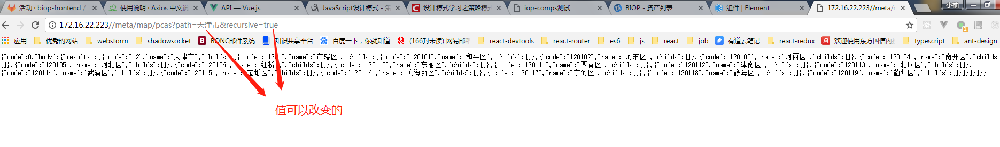 活动 · biop-frontend /
使用说明 · Axios 中文说
API — Vue.js
JavaScript设计模式 - 第
设计模式学习之策略模式
iop-comps测试
BIOP - 资产列表
组件 | Element
172.16.22.223//meta/m
小柚
172.16.22.223//meta/map/pcas?path=天津市&recursive=true
应用 优秀的网站 webstorm shadowsocket BONC邮件系统 知识共享平台 百度一下，你就知道 (166封未读) 网易邮箱 react-devtools react-router es6 js react job 有道云笔记 react-redux 欢迎使用东方国信内 typescript ant-design
{"code":0,"body":{"results":[{"code":"12","name":"天津市","childs [{"code":"1201","name":"市辖区","childs":[{"code":"120101","name":"和平区","childs":[]},{"code":"120102","name":"河东区","childs":[]},{"code":"120103","name":"河西区","childs":[]},{"code":"120104","name":"南开区","childs"
[]},{"code":"120105","name":"河北区","childs":[]},{"code":"120106","name":"红桥区","childs":[]},{"code":"120110","name":"东丽区","childs":[]},{"code":"120111","name":"西青区","childs":[]},{"code":"120112","name":"津南区","childs":[]},{"code":"120113","name":"北辰区","childs":[]},
{"code":"120114","name":"武清区","childs":[]},{"code":"120115","name":"宝坻区","childs":[]},{"code":"120116","name":"滨海新区","childs":[]},{"code":"120117","name":"宁河区","childs":[]},{"code":"120118","name":"静海区","childs":[]},{"code":"120119","name":"蓟州区","childs":[]}]}]}]}}
值可以改变的